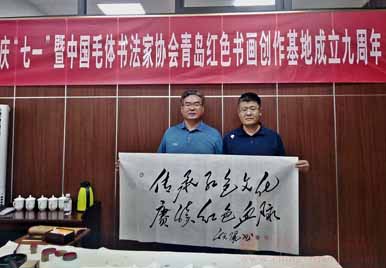 庆“七一”暨中国毛体书法家协会青岛红色书画创作基地成立九周年
传承红色文化
赓续红色血脉